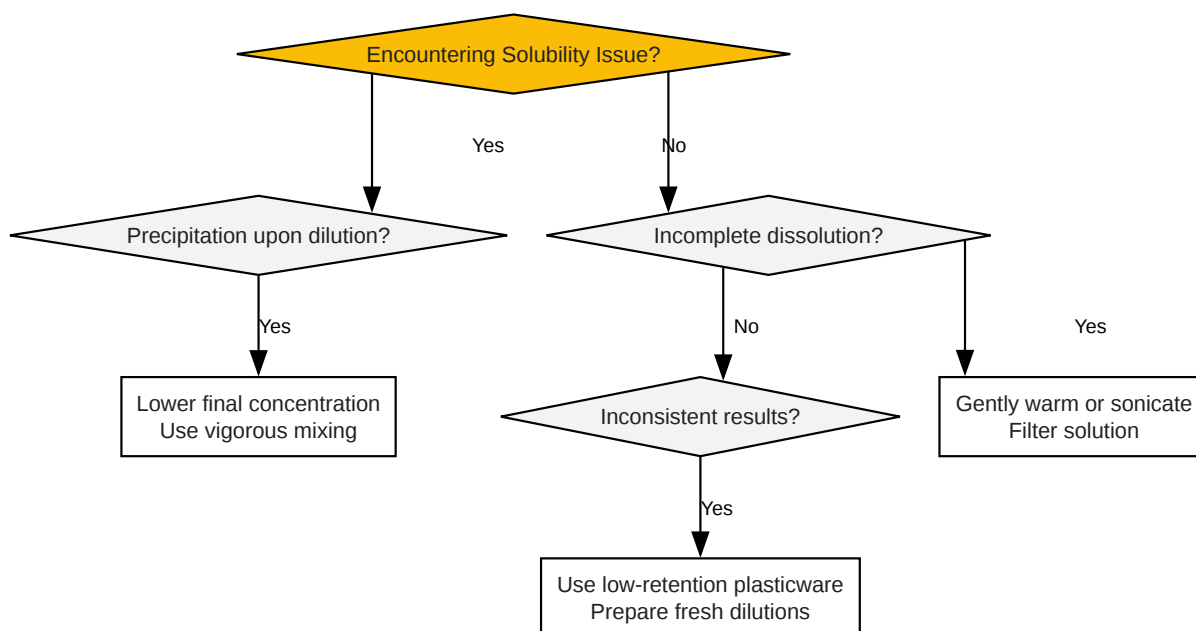 Encountering Solubility Issue?
Yes
No
Precipitation upon dilution?
Incomplete dissolution?
Yes
No
Yes
Lower final concentration
Use vigorous mixing
Inconsistent results?
Gently warm or sonicate
Filter solution
Yes
Use low-retention plasticware
Prepare fresh dilutions